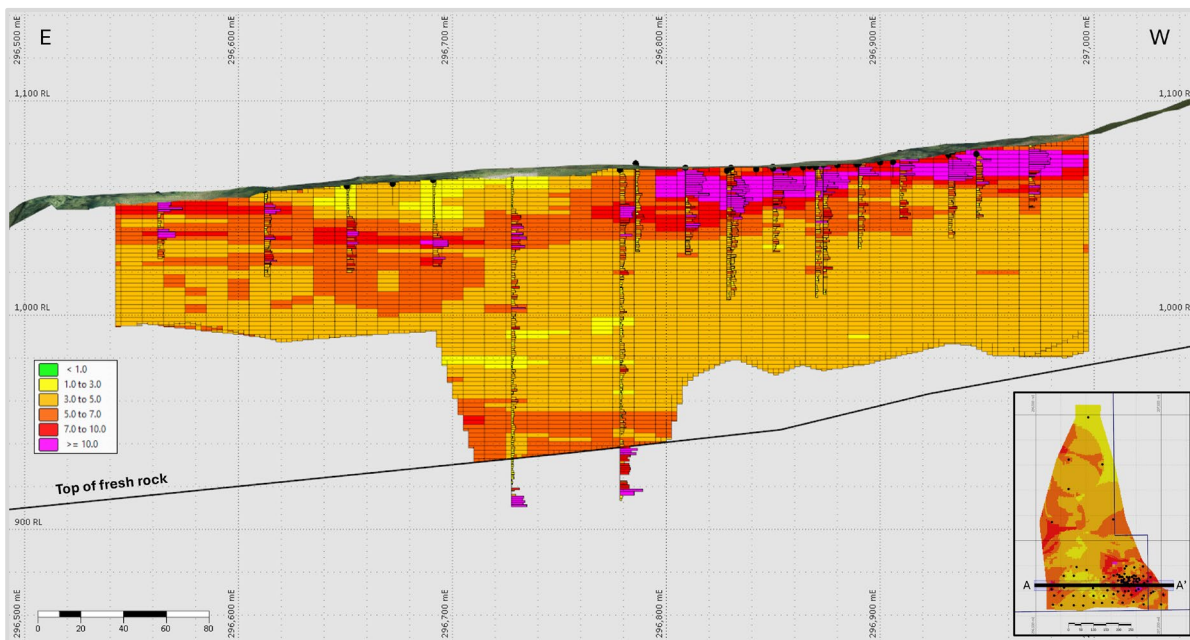 296,500 mE
296,600 mE
296,700 mE
296,800 mE
296,900 mE
297,000 mE
E
W
1,100 RL
1,100 R
1,000 RL
1,000 RL
< 1.0
1.0 to 3.0
3.0 to 5.0
5.0 to 7.0
7.0 to 10.0
>= 10.0
Top of fresh rock
900 RL
900 RL
A
A'
0
20
40
60
80
296,500 mE
296,600 mE
296,700 mE
296,800 mE